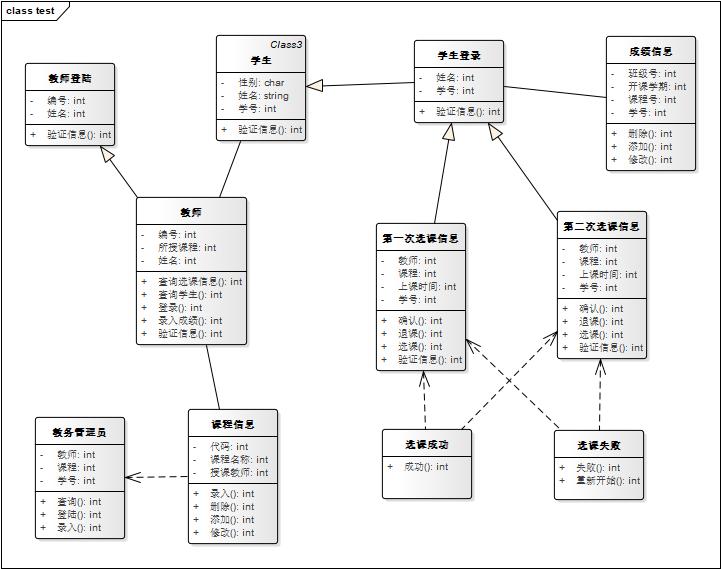 class test
教师登陆
- 编号: int
- 姓名: int
+ 验证信息(): int
Class3
学生
- 性别: char
- 姓名: string
- 学号: int
+ 验证信息(): int
学生登录
- 姓名: int
- 学号: int
+ 验证信息(): int
成绩信息
- 班级号: int
- 开课学期: int
- 课程号: int
- 学号: int
+ 删除(): int
+ 添加(): int
+ 修改(): int
教师
- 编号: int
- 所授课程: int
- 姓名: int
+ 查询选课信息(): int
+ 查询学生(): int
+ 登录(): int
+ 录入成绩(): int
+ 验证信息(): int
第一次选课信息
- 教师: int
- 课程: int
- 上课时间: int
- 学号: int
+ 确认(): int
+ 退课(): int
+ 选课(): int
+ 验证信息(): int
第二次选课信息
- 教师: int
- 课程: int
- 上课时间: int
- 学号: int
+ 确认(): int
+ 退课(): int
+ 选课(): int
+ 验证信息(): int
教务管理员
- 教师: int
- 课程: int
- 学号: int
+ 查询(): int
+ 登陆(): int
+ 录入(): int
课程信息
- 代码: int
- 课程名称: int
- 授课教师: int
+ 录入(): int
+ 删除(): int
+ 添加(): int
+ 修改(): int
选课成功
+ 成功(): int
选课失败
+ 失败(): int
+ 重新开始(): int